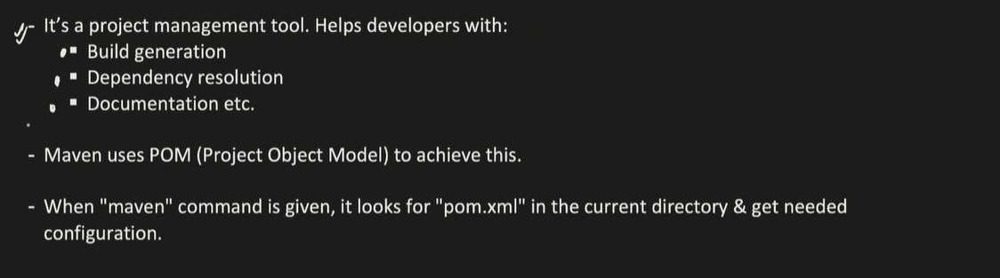 - It's a project management tool. Helps developers with:
▪ Build generation
▪ Dependency resolution
▪ Documentation etc.
- Maven uses POM (Project Object Model) to achieve this.
- When "maven" command is given, it looks for "pom.xml" in the current directory & get needed
configuration.